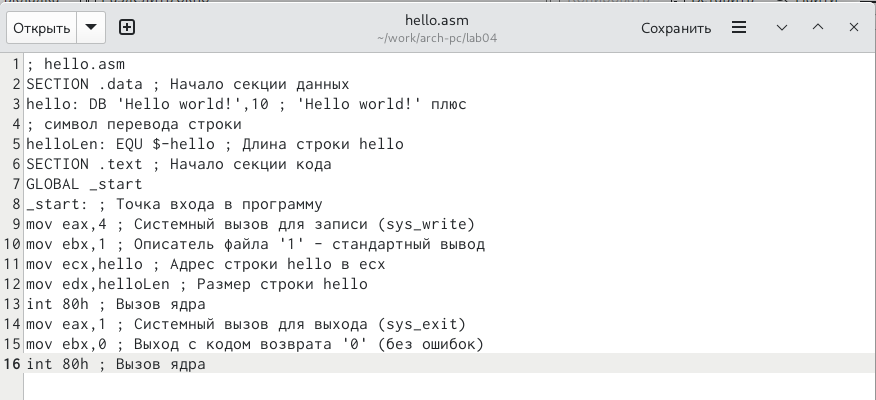 Открыть
hello.asm
~/work/arch-pc/lab04
Сохранить
1 ; hello.asm
2 SECTION .data ; Начало секции данных
3 hello: DB 'Hello world!',10 ; 'Hello world!' плюс
4 ; символ перевода строки
5 helloLen: EQU $-hello ; Длина строки hello
6 SECTION .text ; Начало секции кода
7 GLOBAL _start
8 _start: ; Точка входа в программу
9 mov eax,4 ; Системный вызов для записи (sys_write)
10 mov ebx,1 ; Описатель файла '1' - стандартный вывод
11 mov ecx,hello ; Адрес строки hello в ecx
12 mov edx,helloLen ; Размер строки hello
13 int 80h ; Вызов ядра
14 mov eax,1 ; Системный вызов для выхода (sys_exit)
15 mov ebx,0 ; Выход с кодом возврата '0' (без ошибок)
16 int 80h ; Вызов ядра